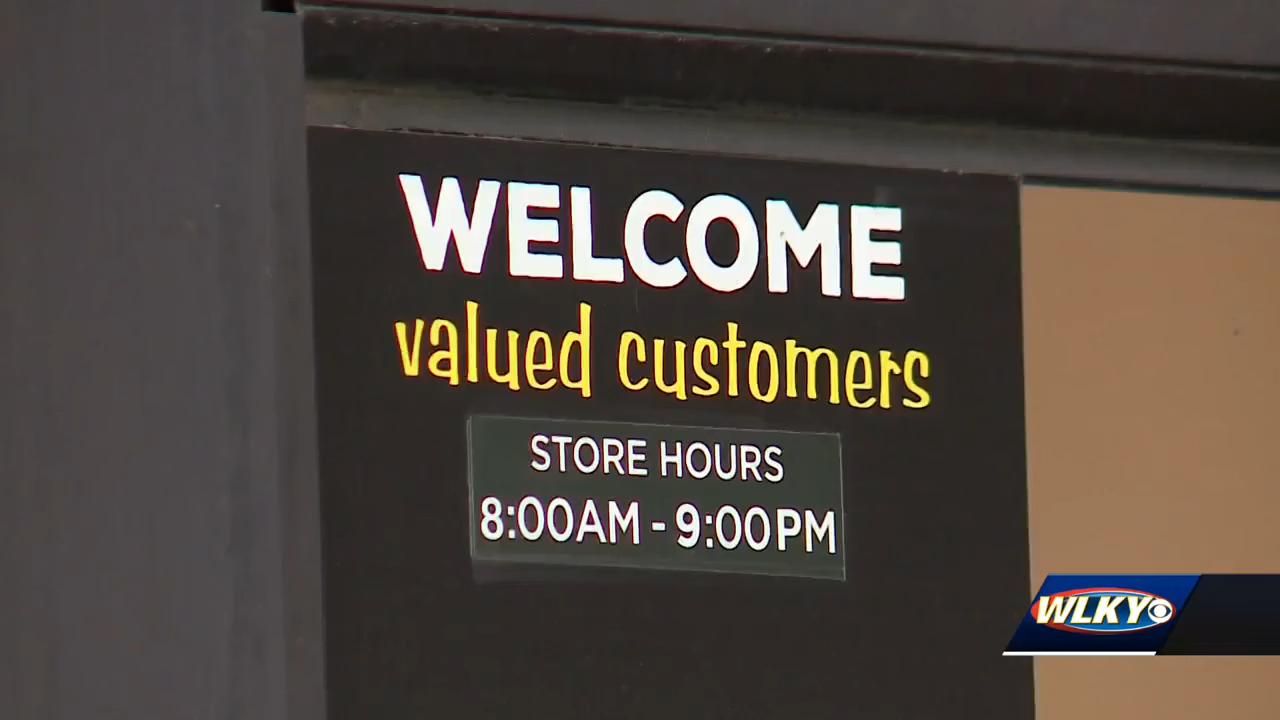 WELCOME
valued customers
STORE HOURS
8:00AM - 9:00PM
WLKY